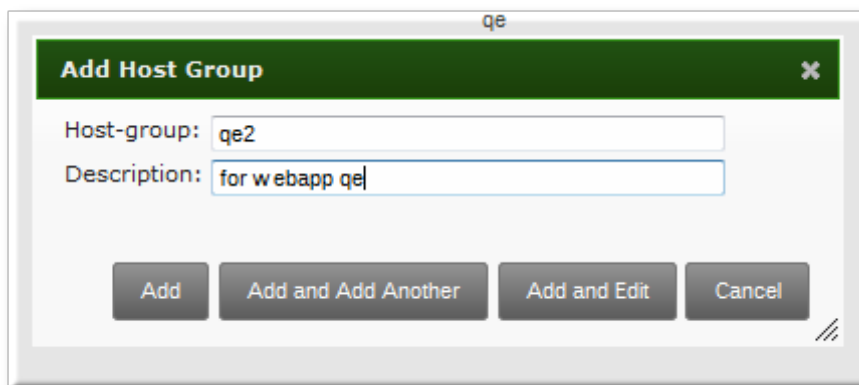 qe
Add Host Group
Host-group: qe2
Description: for webapp qe
Add Add and Add Another Add and Edit Cancel